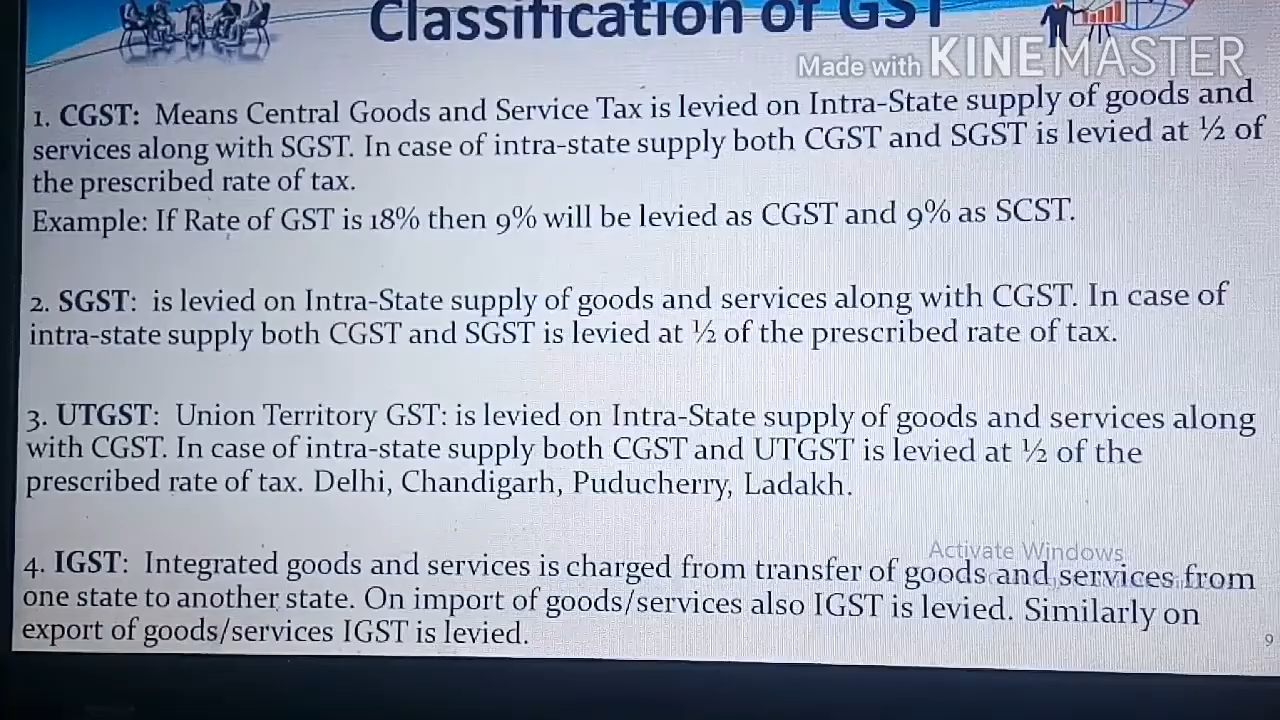 Classification of GST
Made with KINEMASTER
1. CGST: Means Central Goods and Service Tax is levied on Intra-State supply of goods and
services along with SGST. In case of intra-state supply both CGST and SGST is levied at ½ of
the prescribed rate of tax.
Example: If Rate of GST is 18% then 9% will be levied as CGST and 9% as SCST.
2. SGST: is levied on Intra-State supply of goods and services along with CGST. In case of
intra-state supply both CGST and SGST is levied at ½ of the prescribed rate of tax.
3. UTGST: Union Territory GST: is levied on Intra-State supply of goods and services along
with CGST. In case of intra-state supply both CGST and UTGST is levied at ½ of the
prescribed rate of tax. Delhi, Chandigarh, Puducherry, Ladakh.
Activate Windows
4. IGST: Integrated goods and services is charged from transfer of goods and services from
one state to another state. On import of goods/services also IGST is levied. Similarly on
export of goods/services IGST is levied.
9